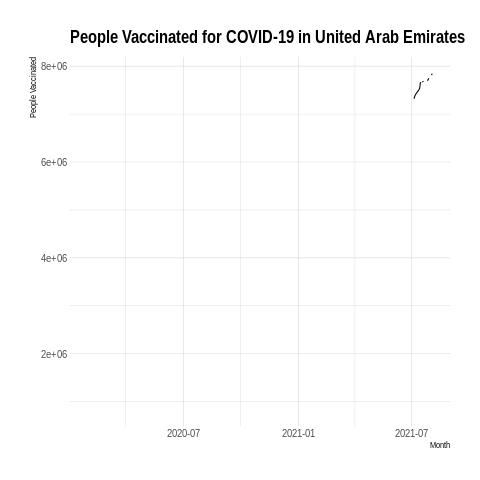 People Vaccinated for COVID-19 in United Arab Emirates
People Vaccinated
8e+06
6e+06
4e+06
2e+06
2020-07
2021-01
2021-07
Month